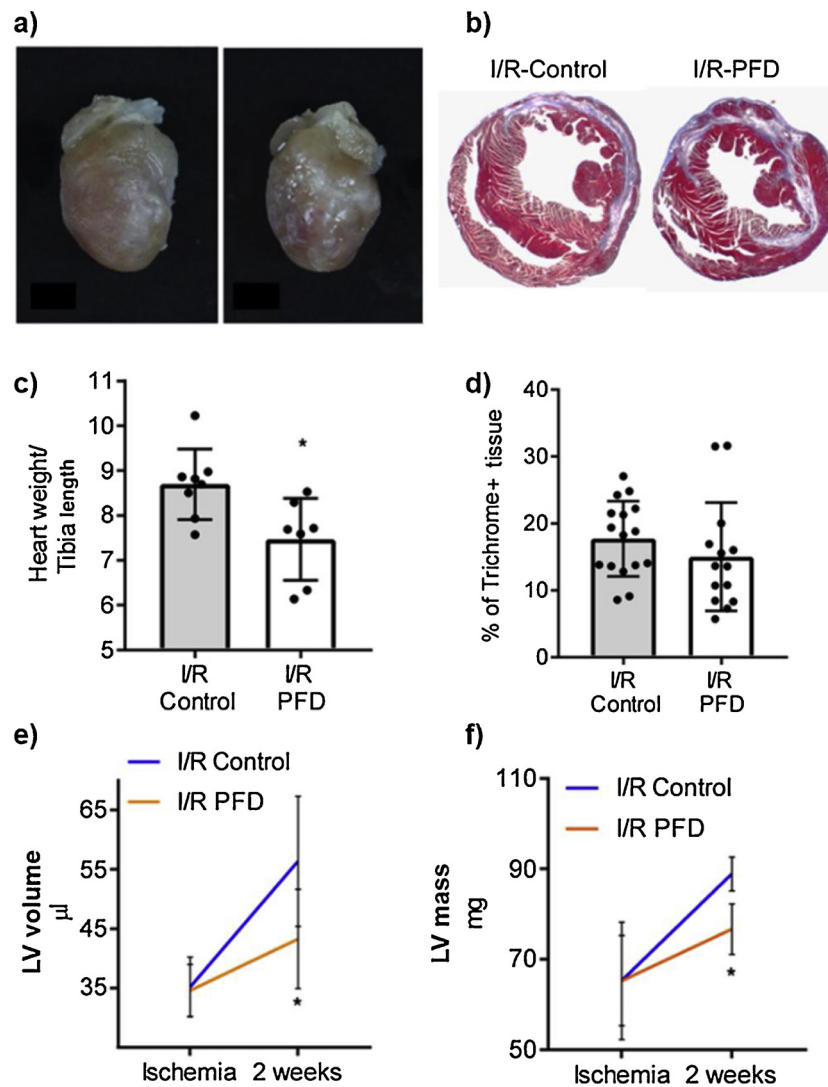 a)
b)
I/R-Control
I/R-PFD
c)
Heart weight/
Tibia length
11
10
9
8
7
6
5
*
I/R
Control
I/R
PFD
d)
% of Trichrome+ tissue
40
30
20
10
0
I/R
Control
I/R
PFD
e)
I/R Control
I/R PFD
LV volume
µl
65
55
45
35
*
Ischemia 2 weeks
f)
I/R Control
I/R PFD
LV mass
mg
110
90
70
50
*
Ischemia 2 weeks